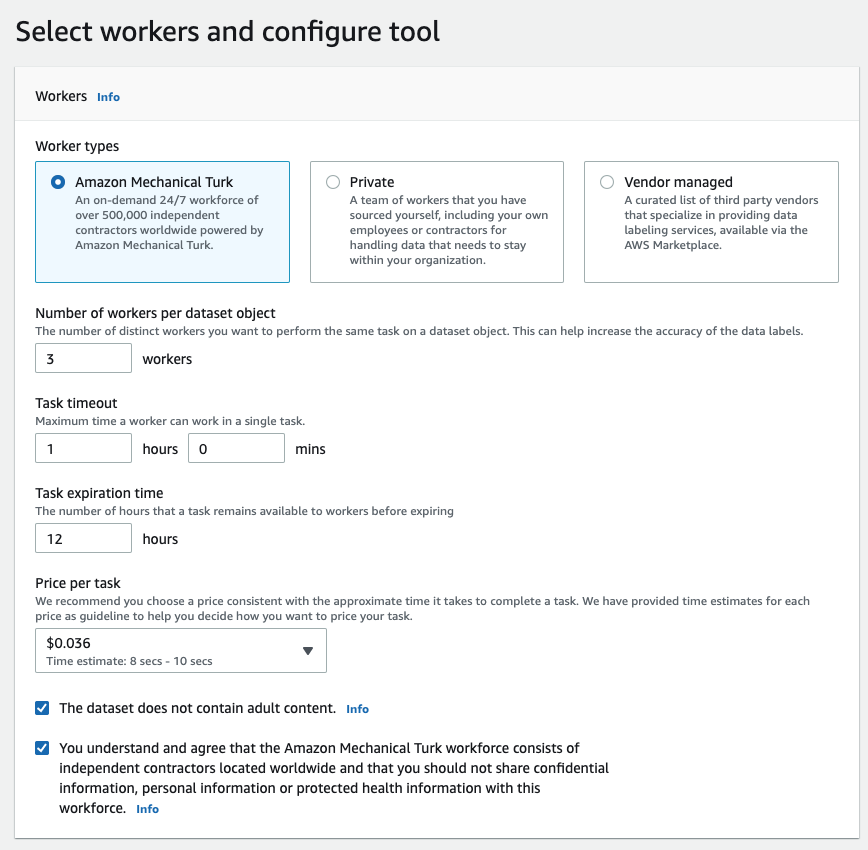 Select workers and configure tool
Workers Info
Worker types
Amazon Mechanical Turk
An on-demand 24/7 workforce of
over 500,000 independent
contractors worldwide powered by
Amazon Mechanical Turk.
Private
A team of workers that you have
sourced yourself, including your own
employees or contractors for
handling data that needs to stay
within your organization.
Vendor managed
A curated list of third party vendors
that specialize in providing data
labeling services, available via the
AWS Marketplace.
Number of workers per dataset object
The number of distinct workers you want to perform the same task on a dataset object. This can help increase the accuracy of the data labels.
3 workers
Task timeout
Maximum time a worker can work in a single task.
1 hours 0 mins
Task expiration time
The number of hours that a task remains available to workers before expiring
12 hours
Price per task
We recommend you choose a price consistent with the approximate time it takes to complete a task. We have provided time estimates for each
price as guideline to help you decide how you want to price your task.
$0.036
Time estimate: 8 secs - 10 secs
The dataset does not contain adult content. Info
You understand and agree that the Amazon Mechanical Turk workforce consists of
independent contractors located worldwide and that you should not share confidential
information, personal information or protected health information with this
workforce. Info